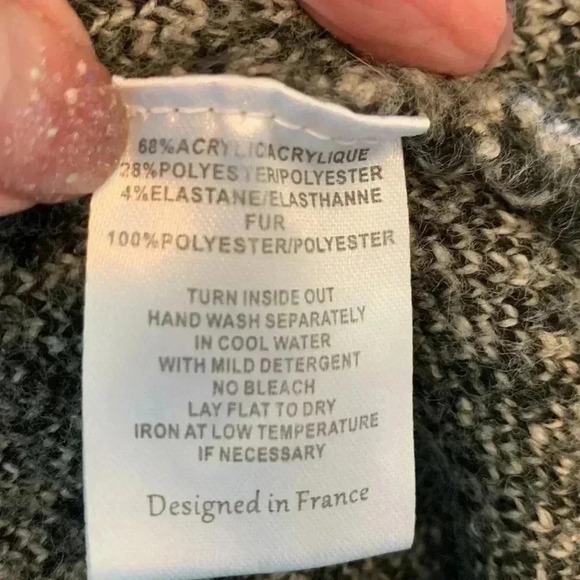 68%ACRYLIC/ACRYLIQUE
28%POLYESTER/POLYESTER
4%ELASTANE/ELASTHANNE
FUR
100%POLYESTER/POLYESTER
TURN INSIDE OUT
HAND WASH SEPARATELY
IN COOL WATER
WITH MILD DETERGENT
NO BLEACH
LAY FLAT TO DRY
IRON AT LOW TEMPERATURE
IF NECESSARY
Designed in France